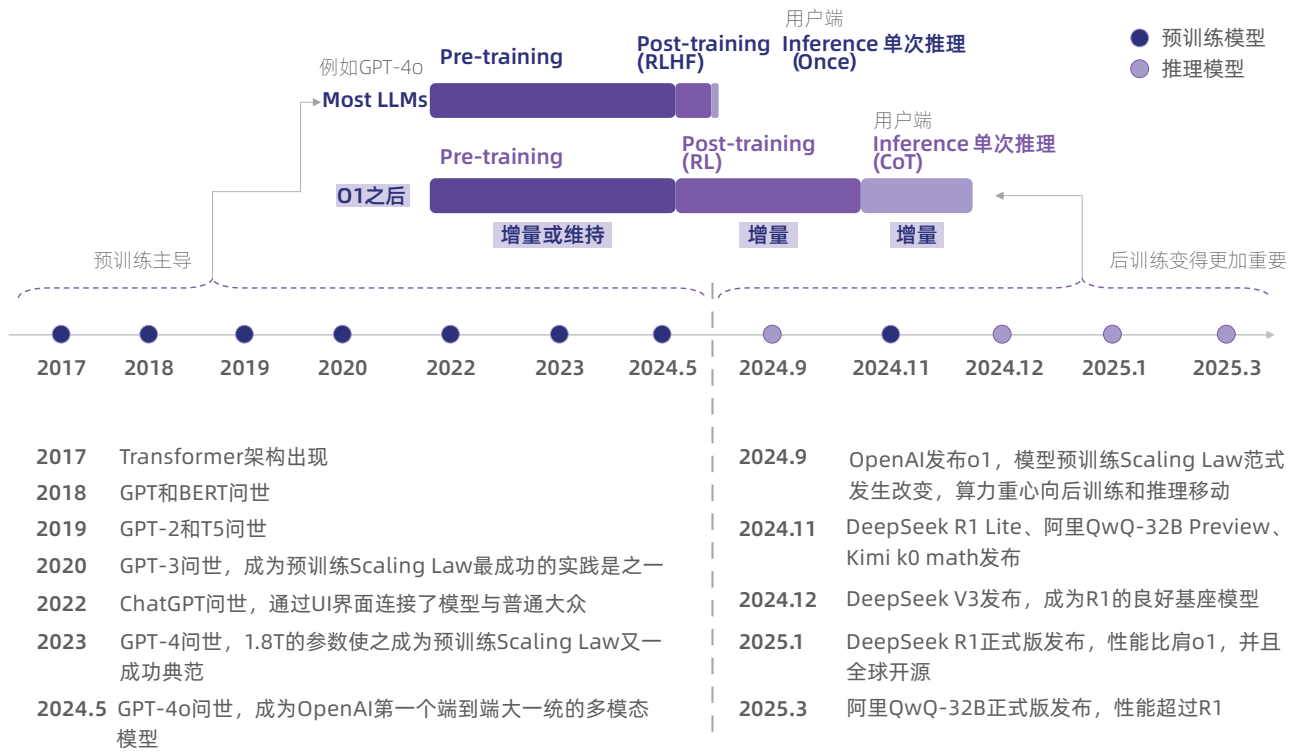 用户端
预训练模型
推理模型
例如GPT-4o
Pre-training
Post-training
(RLHF)
Inference 单次推理
(Once)
Most LLMs
用户端
Pre-training
Post-training
(RL)
Inference 单次推理
(CoT)
O1之后
增量或维持
增量
增量
预训练主导
后训练变得更加重要
2017
2018
2019
2020
2022
2023
2024.5
2024.9
2024.11
2024.12
2025.1
2025.3
2017 Transformer架构出现
2018 GPT和BERT问世
2019 GPT-2和T5问世
2020 GPT-3问世，成为预训练Scaling Law最成功的实践是之一
2022 ChatGPT问世，通过UI界面连接了模型与普通大众
2023 GPT-4问世，1.8T的参数使之成为预训练Scaling Law又一
成功典范
2024.5 GPT-4o问世，成为OpenAI第一个端到端大一统的多模态
模型
2024.9 OpenAI发布o1，模型预训练Scaling Law范式
发生改变，算力重心向后训练和推理移动
2024.11 DeepSeek R1 Lite、阿里QwQ-32B Preview、
Kimi k0 math发布
2024.12 DeepSeek V3发布，成为R1的良好基座模型
2025.1 DeepSeek R1正式版发布，性能比肩o1，并且
全球开源
2025.3 阿里QwQ-32B正式版发布，性能超过R1